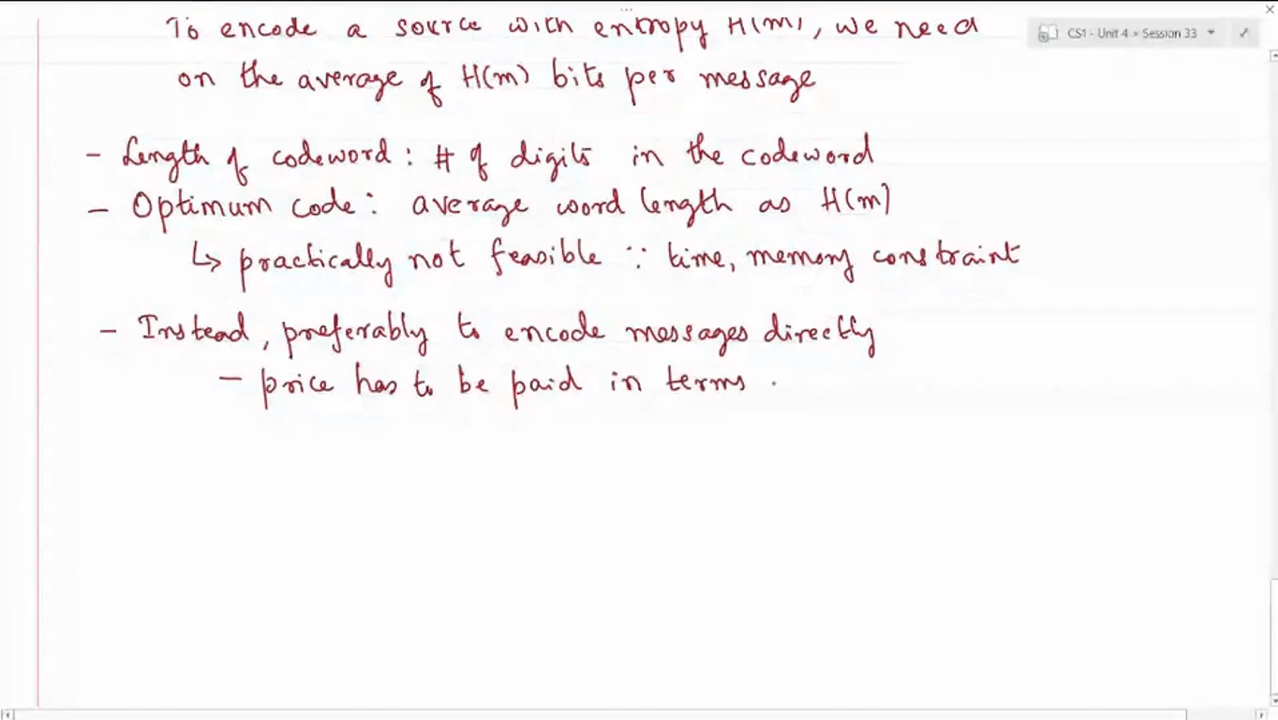 To encode a source with entropy H(m), we need
CS1 - Unit 4 » Session 33
on the average of H(m) bits per message
- Length of codeword : # of digits in the codeword
- Optimum code : average word length as H(m)
↳ practically not feasible ∵ time, memory constraint
- Instead, preferably to encode messages directly
- price has to be paid in terms